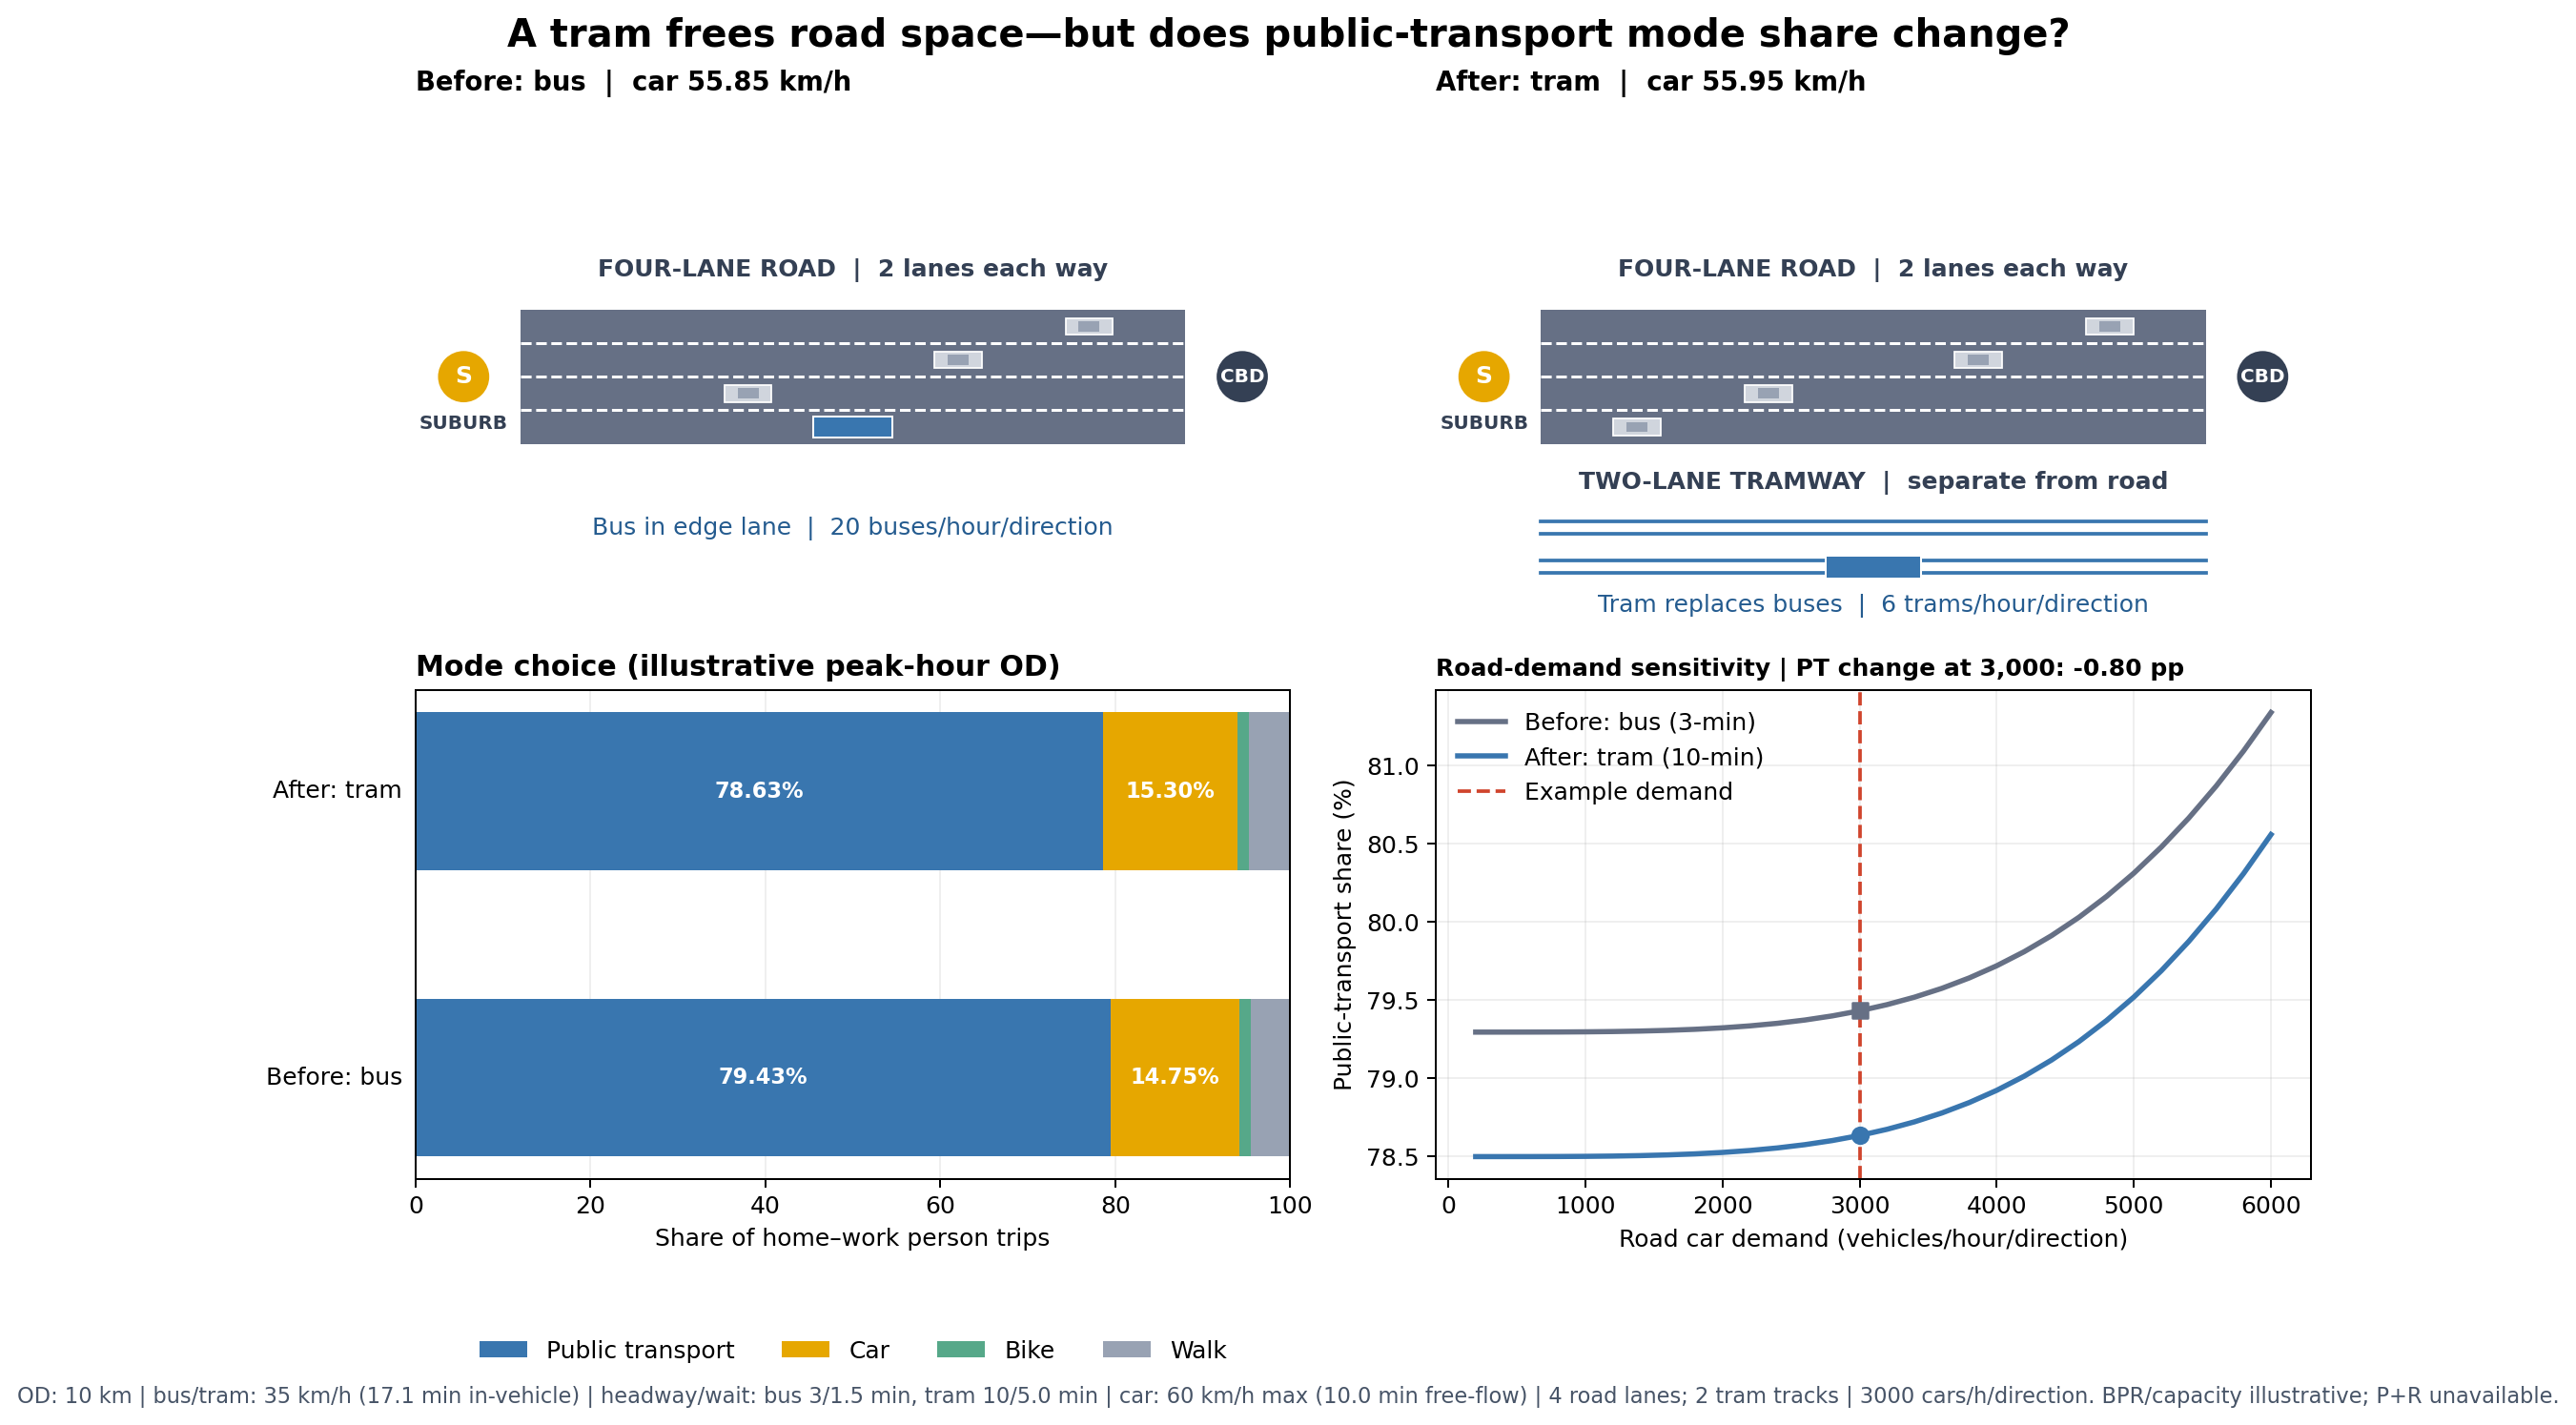 A tram frees road space—but does public-transport mode share change?
Before: bus | car 55.85 km/h
After: tram | car 55.95 km/h
FOUR-LANE ROAD | 2 lanes each way
S
SUBURB
CBD
Bus in edge lane | 20 buses/hour/direction
FOUR-LANE ROAD | 2 lanes each way
S
SUBURB
CBD
TWO-LANE TRAMWAY | separate from road
Tram replaces buses | 6 trams/hour/direction
Mode choice (illustrative peak-hour OD)
After: tram
78.63%
15.30%
Before: bus
79.43%
14.75%
0 20 40 60 80 100
Share of home–work person trips
Public transport Car Bike Walk
Road-demand sensitivity | PT change at 3,000: -0.80 pp
Before: bus (3-min)
After: tram (10-min)
Example demand
Public-transport share (%)
81.0
80.5
80.0
79.5
79.0
78.5
0 1000 2000 3000 4000 5000 6000
Road car demand (vehicles/hour/direction)
OD: 10 km | bus/tram: 35 km/h (17.1 min in-vehicle) | headway/wait: bus 3/1.5 min, tram 10/5.0 min | car: 60 km/h max (10.0 min free-flow) | 4 road lanes; 2 tram tracks | 3000 cars/h/direction. BPR/capacity illustrative; P+R unavailable.